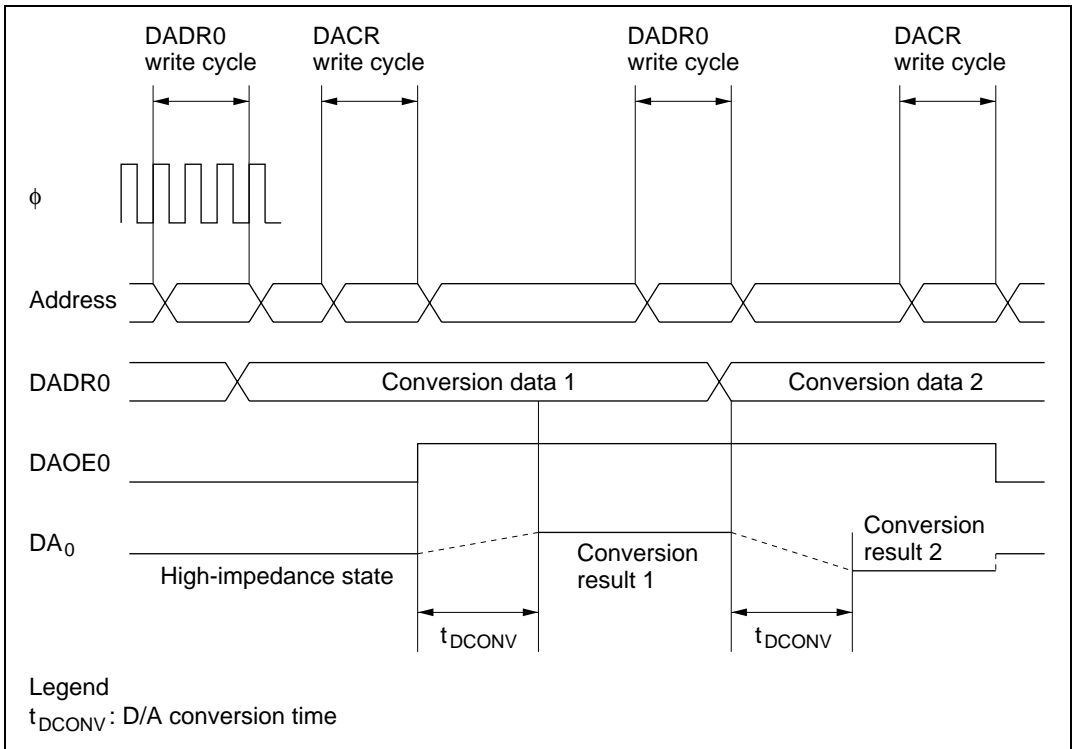 DADR0
write cycle
DACR
write cycle
DADR0
write cycle
DACR
write cycle
φ
Address
DADR0
Conversion data 1
Conversion data 2
DAOE0
DA0
High-impedance state
Conversion
result 1
Conversion
result 2
tDCONV
tDCONV
Legend
tDCONV : D/A conversion time